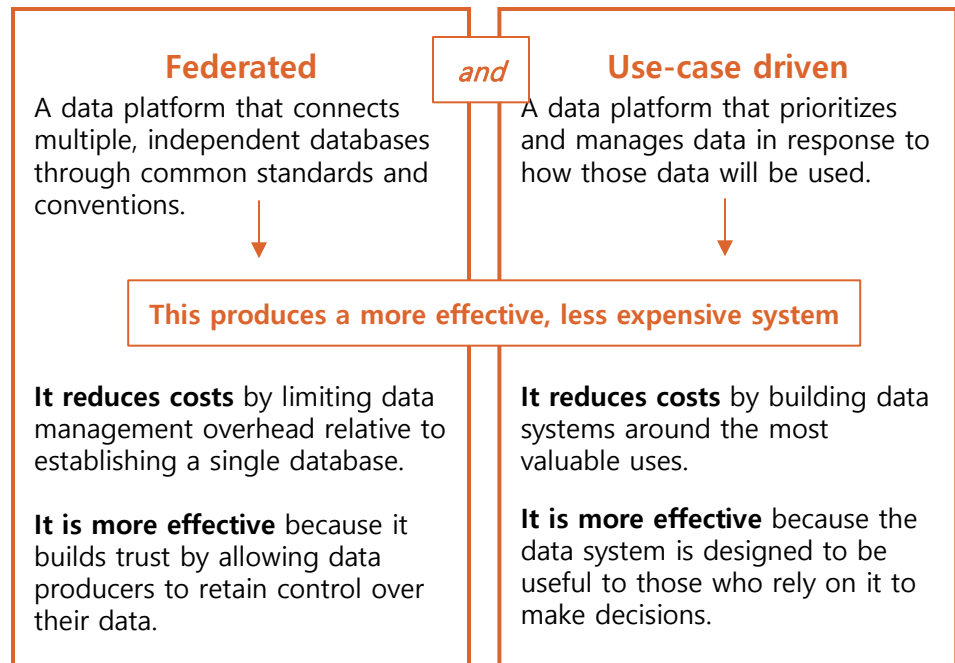 Federated
A data platform that connects
multiple, independent databases
through common standards and
conventions.
and
Use-case driven
A data platform that prioritizes
and manages data in response to
how those data will be used.
This produces a more effective, less expensive system
It reduces costs by limiting data
management overhead relative to
establishing a single database.
It is more effective because it
builds trust by allowing data
producers to retain control over
their data.
It reduces costs by building data
systems around the most
valuable uses.
It is more effective because the
data system is designed to be
useful to those who rely on it to
make decisions.